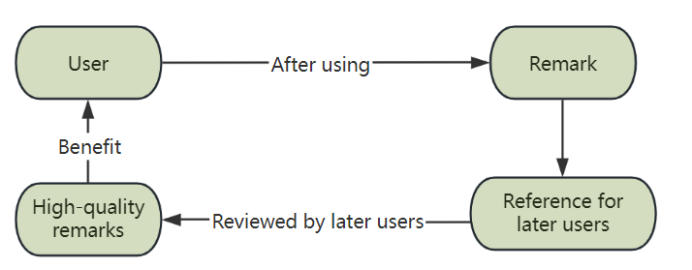 User
After using
Remark
Benefit
High-quality
remarks
Reviewed by later users
Reference for
later users